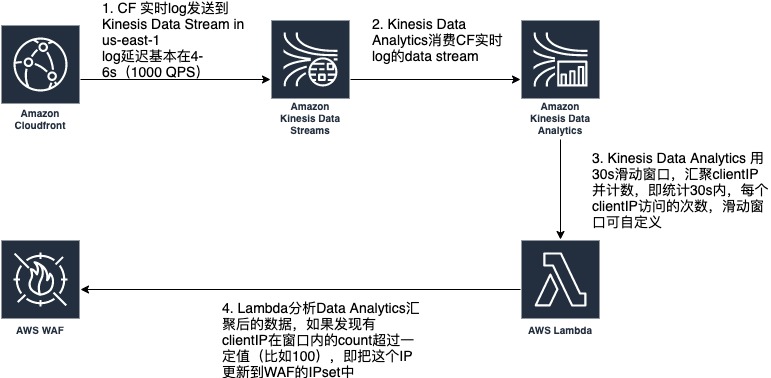 1. CF 实时log发送到
Kinesis Data Stream in
us-east-1
log延迟基本在4-
6s（1000 QPS）
2. Kinesis Data
Analytics消费CF实时
log的data stream
Amazon
Cloudfront
Amazon
Kinesis Data
Streams
Amazon
Kinesis Data
Analytics
3. Kinesis Data Analytics 用
30s滑动窗口，汇聚clientIP
并计数，即统计30s内，每个
clientIP访问的次数，滑动窗
口可自定义
AWS WAF
AWS Lambda
4. Lambda分析Data Analytics汇
聚后的数据，如果发现有
clientIP在窗口内的count超过一
定值（比如100），即把这个IP
更新到WAF的IPset中